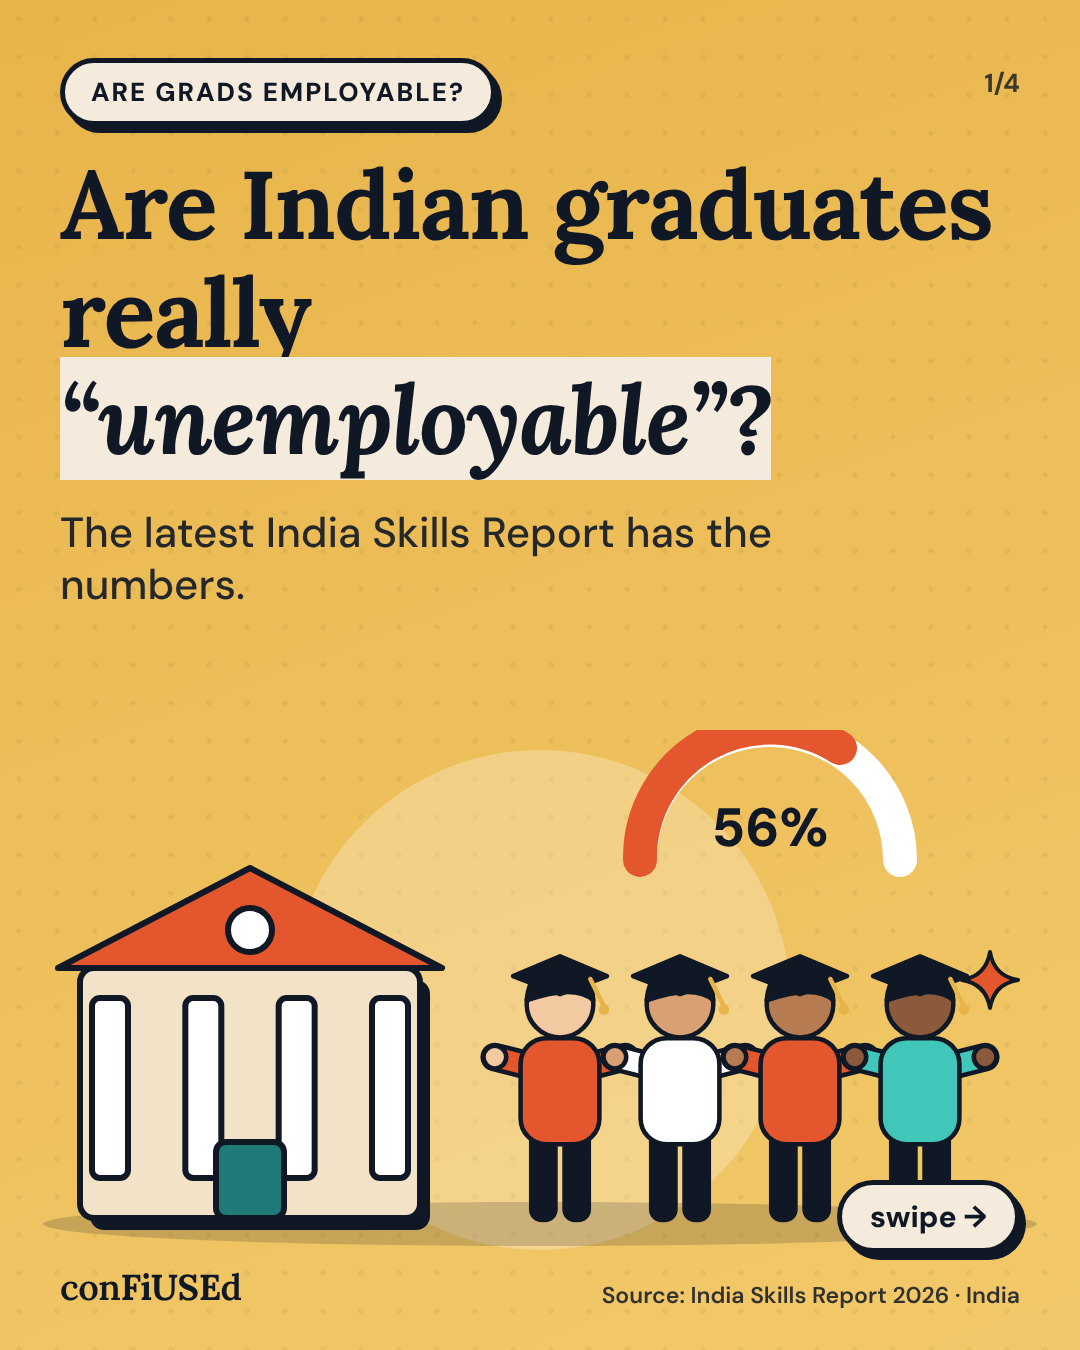 ARE GRADS EMPLOYABLE?
1/4
Are Indian graduates
really
“unemployable”?
The latest India Skills Report has the
numbers.
56%
swipe →
conFiUSEd
Source: India Skills Report 2026 · India